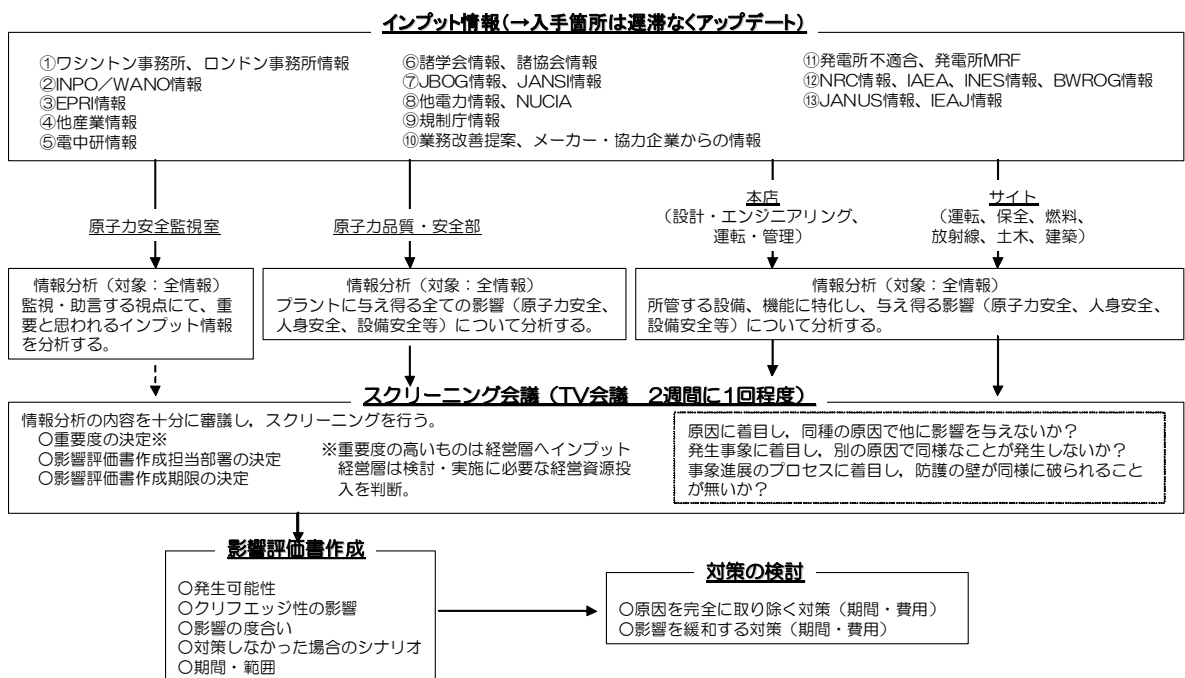 インプット情報（→入手箇所は遅滞なくアップデート）
①ワシントン事務所、ロンドン事務所情報
②INPO／WANO情報
③EPRI情報
④他産業情報
⑤電中研情報
⑥諸学会情報、諸協会情報
⑦JBOG情報、JANSI情報
⑧他電力情報、NUCIA
⑨規制庁情報
⑩業務改善提案、メーカー・協力企業からの情報
⑪発電所不適合、発電所MRF
⑫NRC情報、IAEA、INES情報、BWROG情報
⑬JANUS情報、IEAJ情報
原子力安全監視室
原子力品質・安全部
本店
（設計・エンジニアリング、
運転・管理）
サイト
（運転、保全、燃料、
放射線、土木、建築）
情報分析（対象：全情報）
監視・助言する視点にて、重
要と思われるインプット情報
を分析する。
情報分析（対象：全情報）
プラントに与え得る全ての影響（原子力安全、
人身安全、設備安全等）について分析する。
情報分析（対象：全情報）
所管する設備、機能に特化し、与え得る影響（原子力安全、人身安全、
設備安全等）について分析する。
スクリーニング会議（TV会議　2週間に1回程度）
情報分析の内容を十分に審議し，スクリーニングを行う。
○重要度の決定※
○影響評価書作成担当部署の決定
○影響評価書作成期限の決定
※重要度の高いものは経営層へインプット
経営層は検討・実施に必要な経営資源投
入を判断。
原因に着目し，同種の原因で他に影響を与えないか？
発生事象に着目し，別の原因で同様なことが発生しないか？
事象進展のプロセスに着目し，防護の壁が同様に破られること
が無いか？
影響評価書作成
○発生可能性
○クリフエッジ性の影響
○影響の度合い
○対策しなかった場合のシナリオ
○期間・範囲
対策の検討
○原因を完全に取り除く対策（期間・費用）
○影響を緩和する対策（期間・費用）